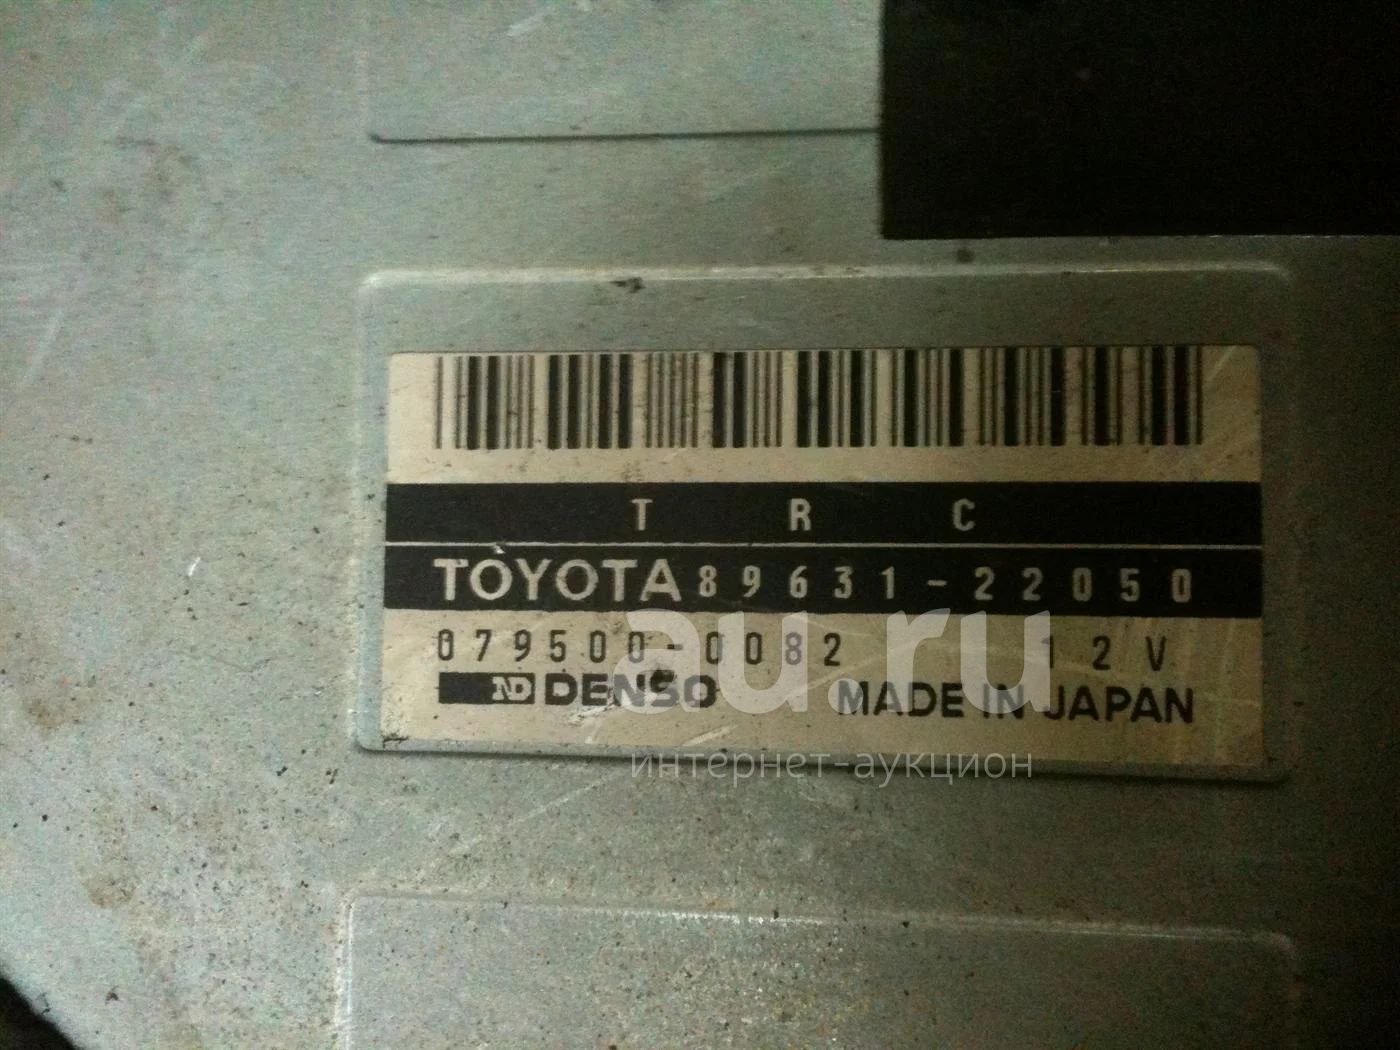 T R C
TOYOTA 89631-22050
079500-0082 12V
ND DENSO MADE IN JAPAN
au.ru
интернет-аукцион